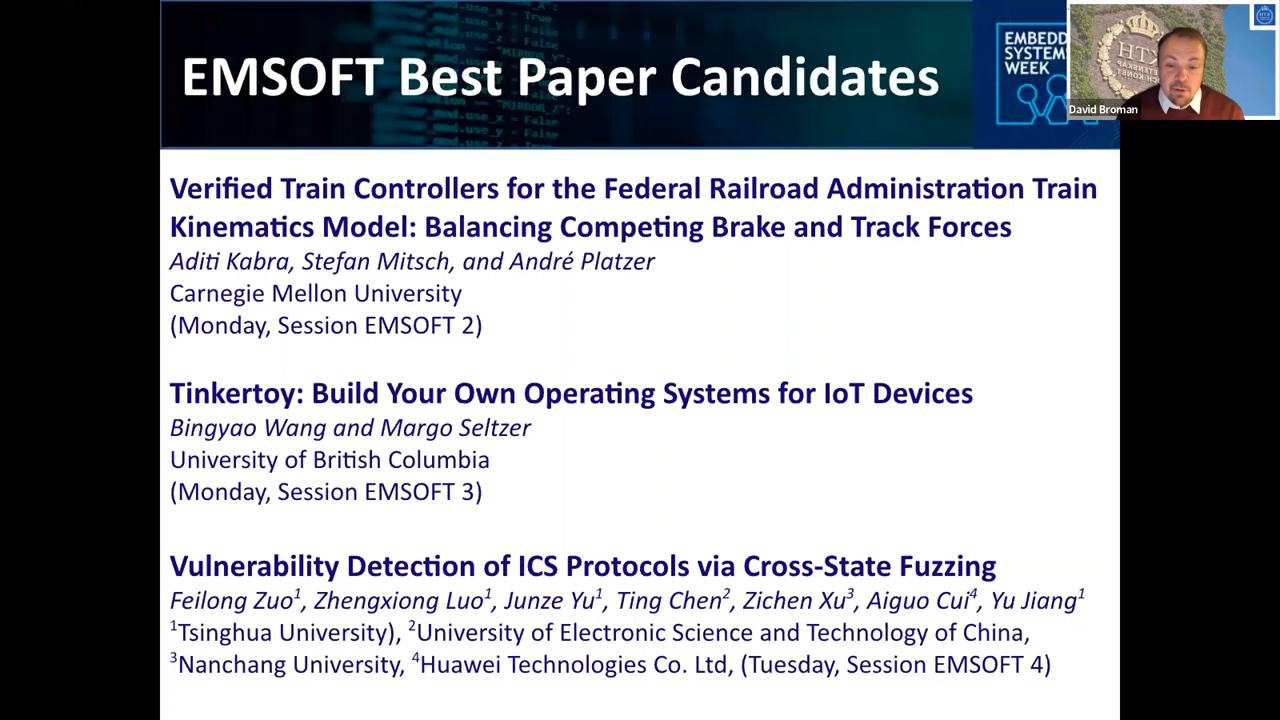 EMSOFT Best Paper Candidates
EMBEDD
SYSTEM
WEEK
David Broman
Verified Train Controllers for the Federal Railroad Administration Train
Kinematics Model: Balancing Competing Brake and Track Forces
Aditi Kabra, Stefan Mitsch, and André Platzer
Carnegie Mellon University
(Monday, Session EMSOFT 2)
Tinkertoy: Build Your Own Operating Systems for IoT Devices
Bingyao Wang and Margo Seltzer
University of British Columbia
(Monday, Session EMSOFT 3)
Vulnerability Detection of ICS Protocols via Cross-State Fuzzing
Feilong Zuo¹, Zhengxiong Luo¹, Junze Yu¹, Ting Chen², Zichen Xu³, Aiguo Cui⁴, Yu Jiang¹
¹Tsinghua University), ²University of Electronic Science and Technology of China,
³Nanchang University, ⁴Huawei Technologies Co. Ltd, (Tuesday, Session EMSOFT 4)